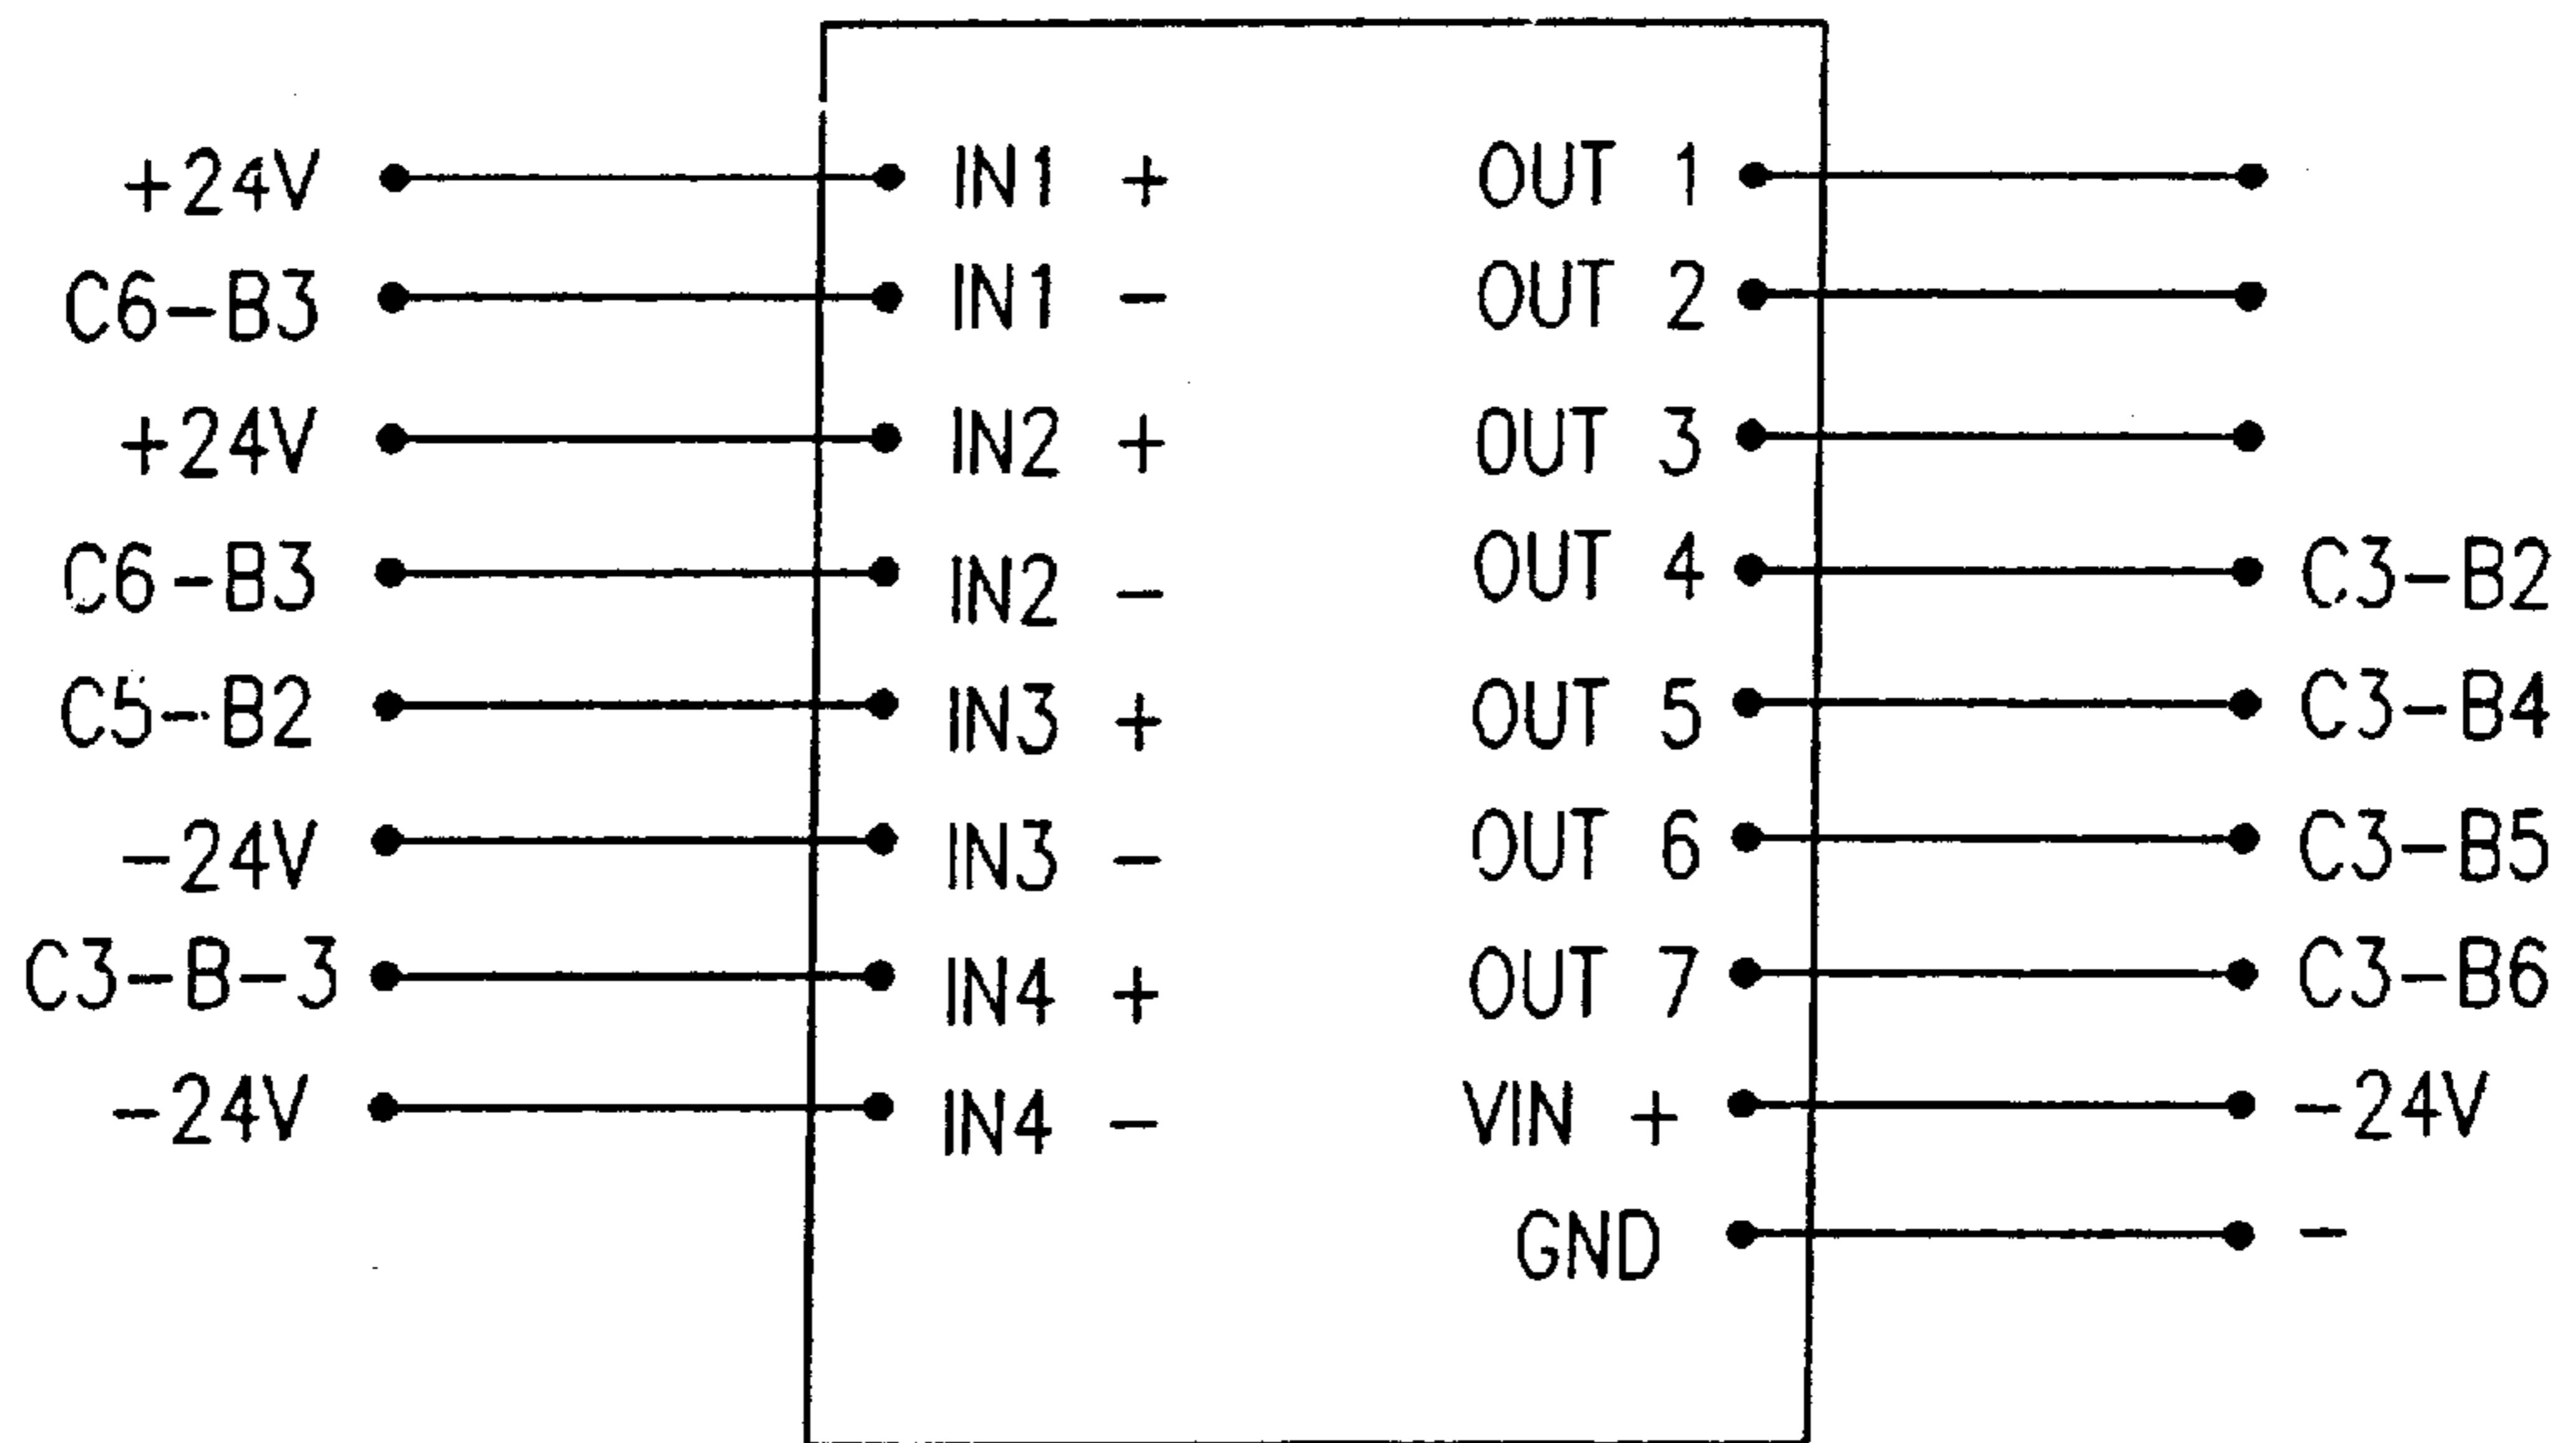 +24V IN1 + OUT 1
C6-B3 IN1 - OUT 2
+24V IN2 + OUT 3
C6-B3 IN2 - OUT 4 C3-B2
C5-B2 IN3 + OUT 5 C3-B4
-24V IN3 - OUT 6 C3-B5
C3-B-3 IN4 + OUT 7 C3-B6
-24V IN4 - VIN + -24V
GND -